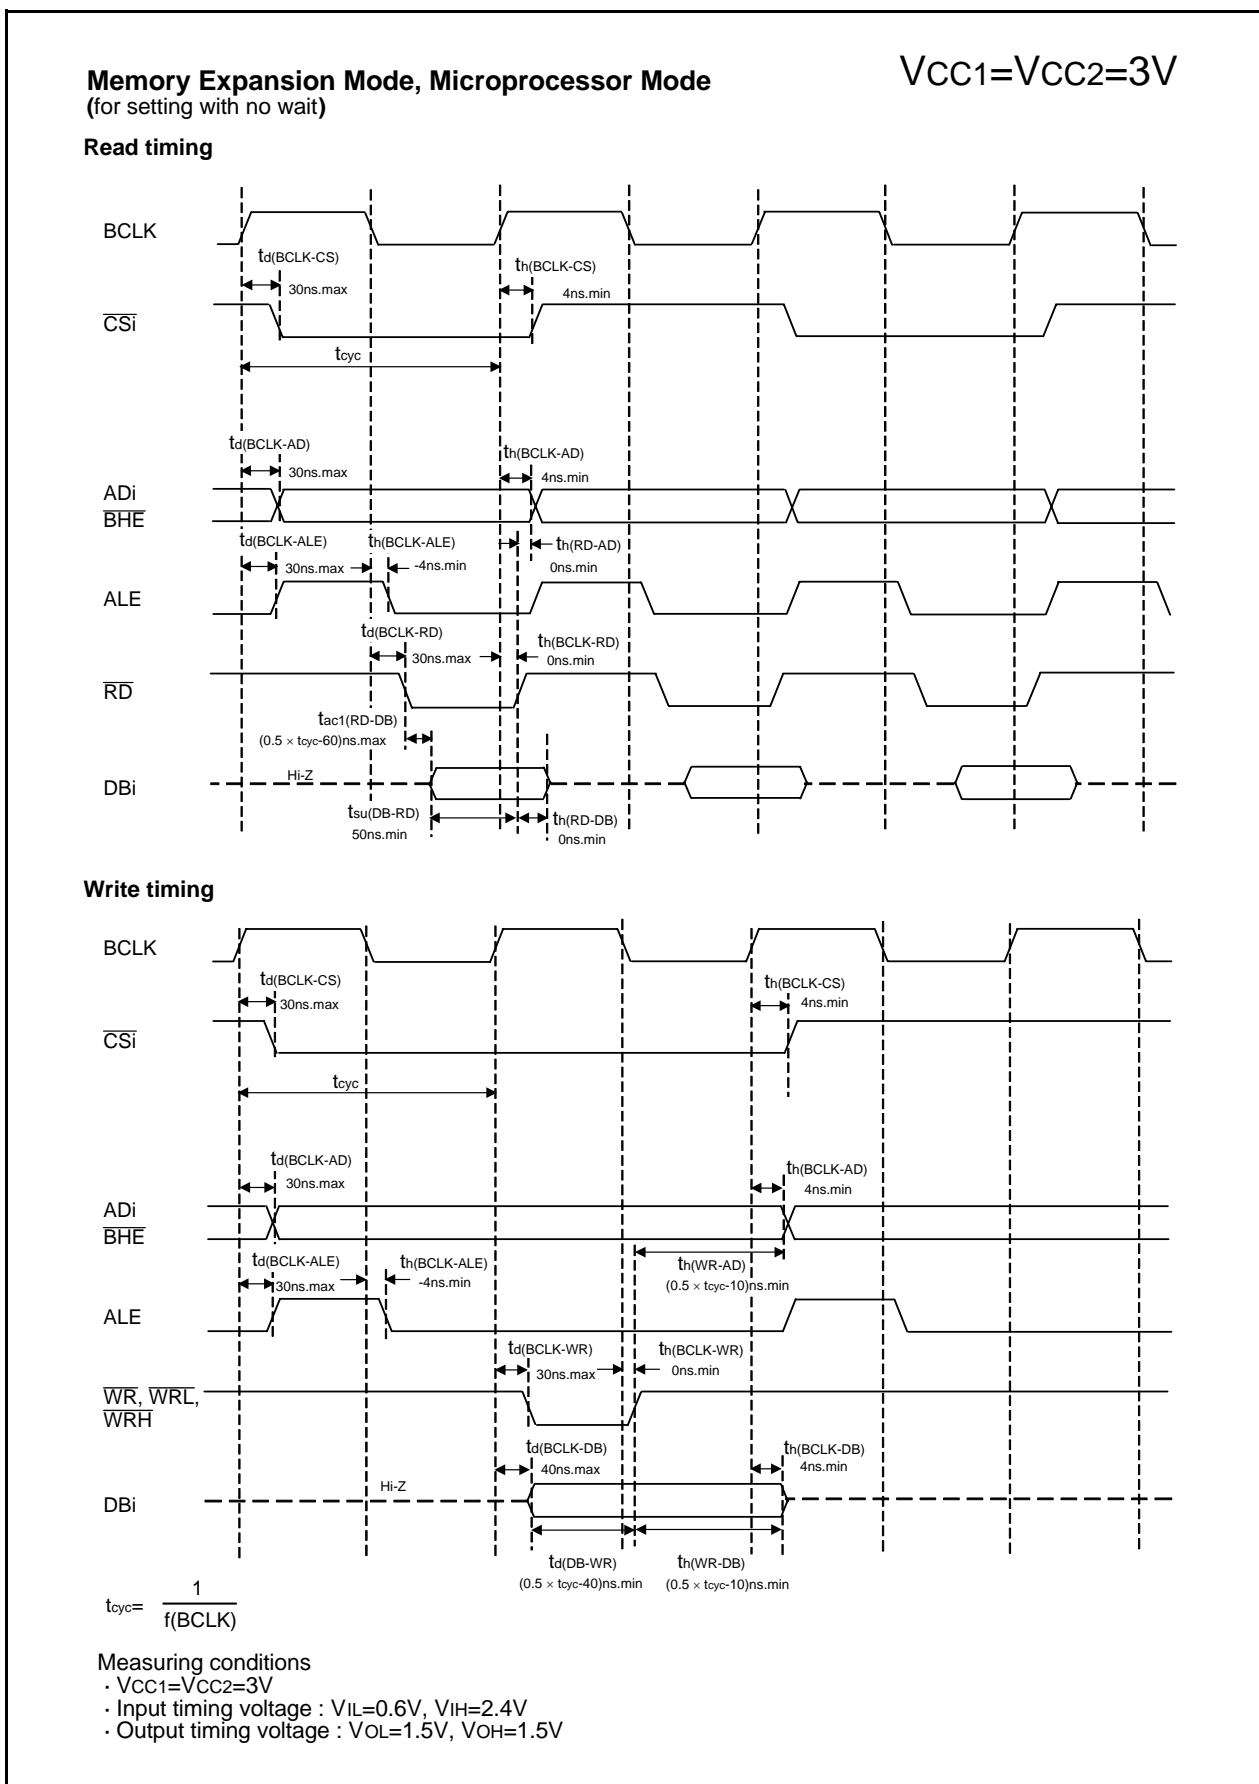 Memory Expansion Mode, Microprocessor Mode
VCC1=VCC2=3V
(for setting with no wait)
Read timing
BCLK
td(BCLK-CS)
30ns.max
th(BCLK-CS)
4ns.min
CSi
tcyc
td(BCLK-AD)
30ns.max
th(BCLK-AD)
4ns.min
ADi
BHE
td(BCLK-ALE)
30ns.max
th(BCLK-ALE)
-4ns.min
th(RD-AD)
0ns.min
ALE
td(BCLK-RD)
30ns.max
th(BCLK-RD)
0ns.min
RD
tac1(RD-DB)
(0.5 × tcyc-60)ns.max
Hi-Z
DBi
tsu(DB-RD)
50ns.min
th(RD-DB)
0ns.min
Write timing
BCLK
td(BCLK-CS)
30ns.max
th(BCLK-CS)
4ns.min
CSi
tcyc
td(BCLK-AD)
30ns.max
th(BCLK-AD)
4ns.min
ADi
BHE
td(BCLK-ALE)
30ns.max
th(BCLK-ALE)
-4ns.min
th(WR-AD)
(0.5 × tcyc-10)ns.min
ALE
td(BCLK-WR)
30ns.max
th(BCLK-WR)
0ns.min
WR, WRL,
WRH
td(BCLK-DB)
40ns.max
th(BCLK-DB)
4ns.min
Hi-Z
DBi
td(DB-WR)
(0.5 × tcyc-40)ns.min
th(WR-DB)
(0.5 × tcyc-10)ns.min
tcyc= 1
f(BCLK)
Measuring conditions
· VCC1=VCC2=3V
· Input timing voltage : VIL=0.6V, VIH=2.4V
· Output timing voltage : VOL=1.5V, VOH=1.5V